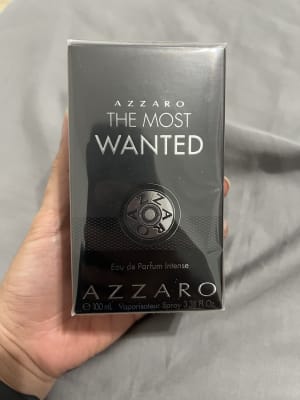 AZZARO
THE MOST
WANTED
AZZARO
Eau de Parfum Intense
AZZARO
℮ 100 mL Vaporisateur Spray 3.38 Fl. Oz.